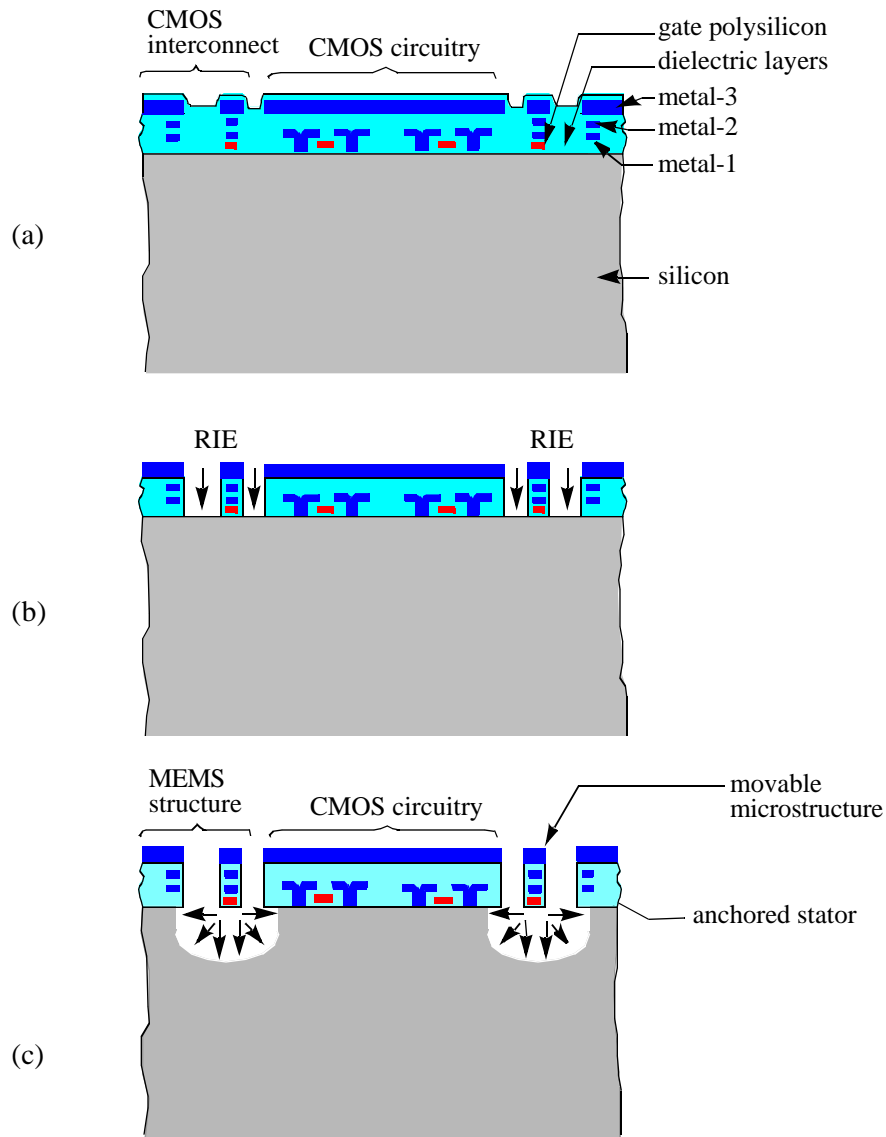 CMOS
interconnect
CMOS circuitry
gate polysilicon
dielectric layers
metal-3
metal-2
metal-1
(a)
silicon
RIE
RIE
(b)
MEMS
structure
CMOS circuitry
movable
microstructure
anchored stator
(c)